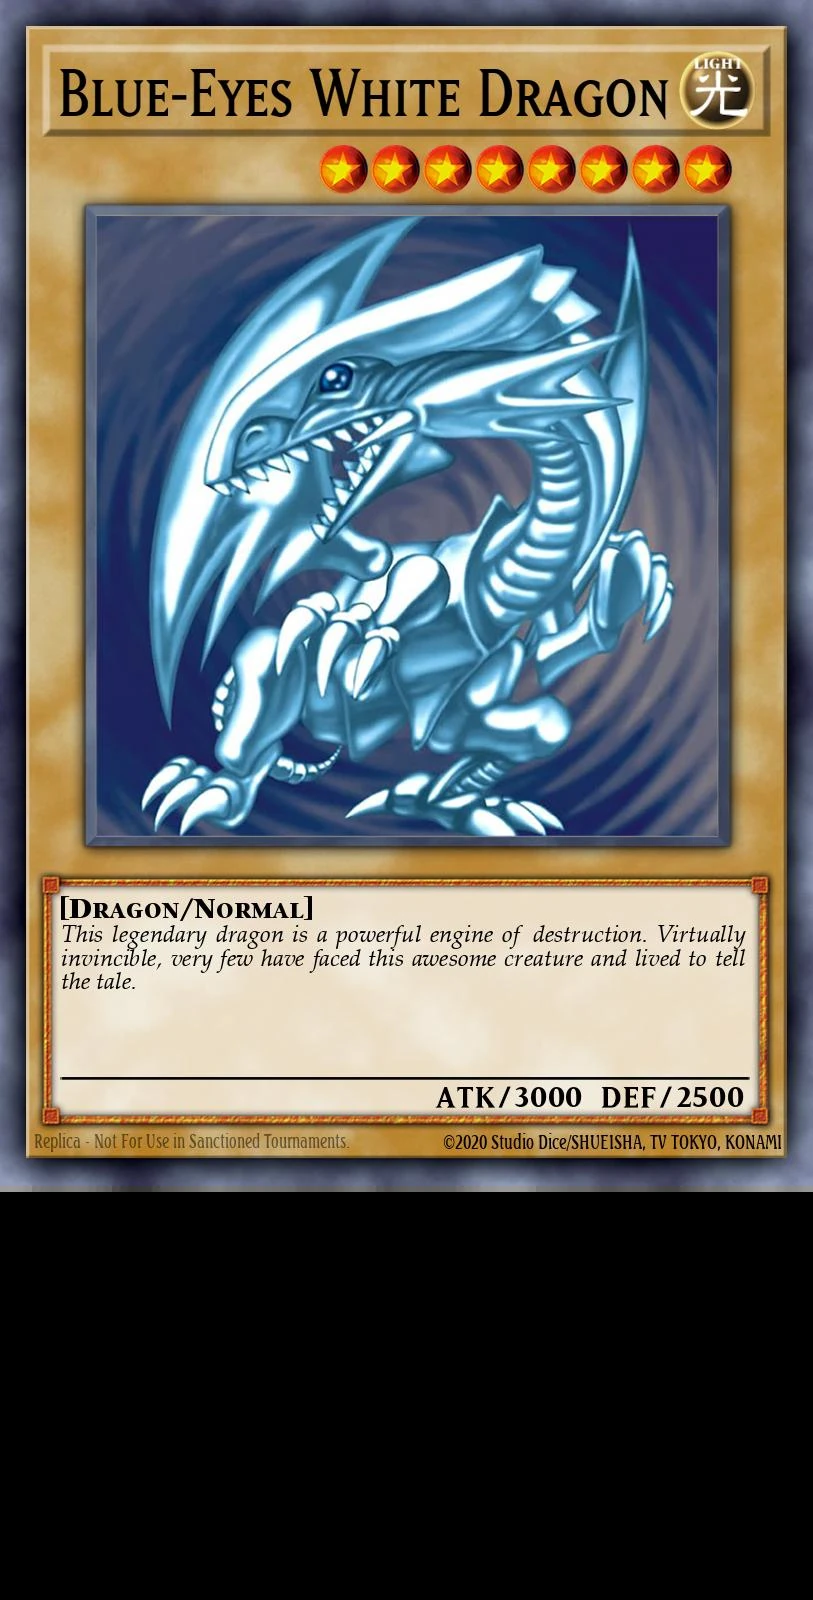 Blue-Eyes White Dragon
LIGHT
光
[Dragon/Normal]
This legendary dragon is a powerful engine of destruction. Virtually
invincible, very few have faced this awesome creature and lived to tell
the tale.
ATK/3000 DEF/2500
Replica - Not For Use in Sanctioned Tournaments.
©2020 Studio Dice/SHUEISHA, TV TOKYO, KONAMI